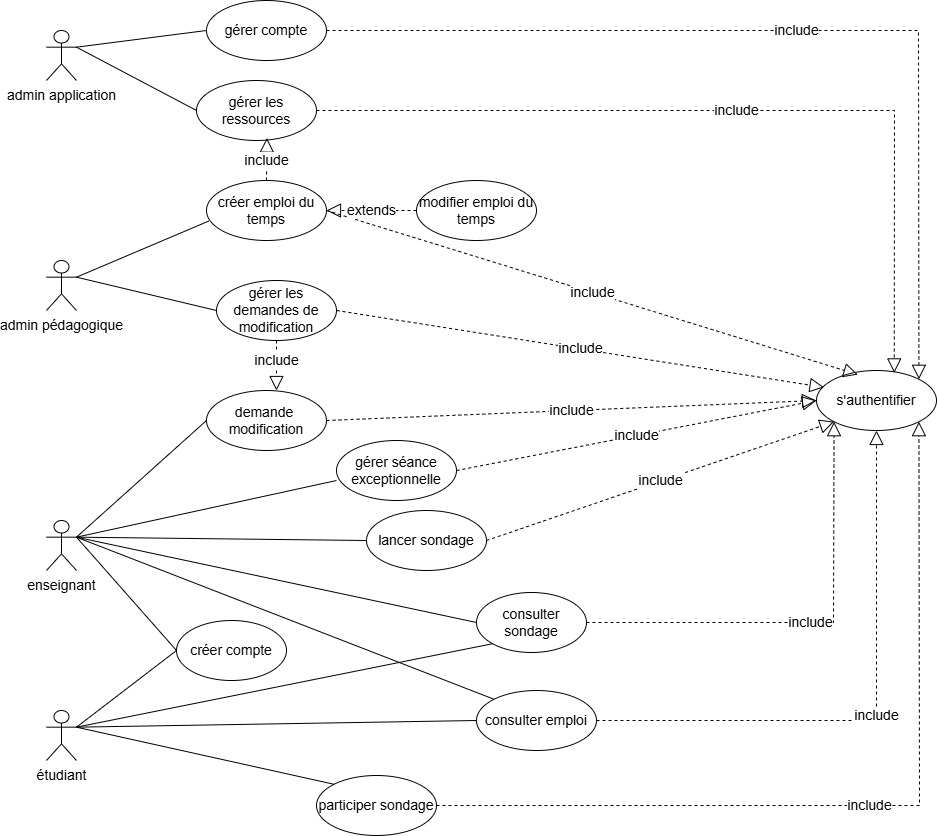 gérer compte
include
admin application
gérer les
ressources
include
include
créer emploi du
temps
extends
modifier emploi du
temps
include
admin pédagogique
gérer les
demandes de
modification
include
include
s'authentifier
demande
modification
include
include
gérer séance
exceptionnelle
include
lancer sondage
enseignant
consulter
sondage
include
créer compte
consulter emploi
include
étudiant
participer sondage
include